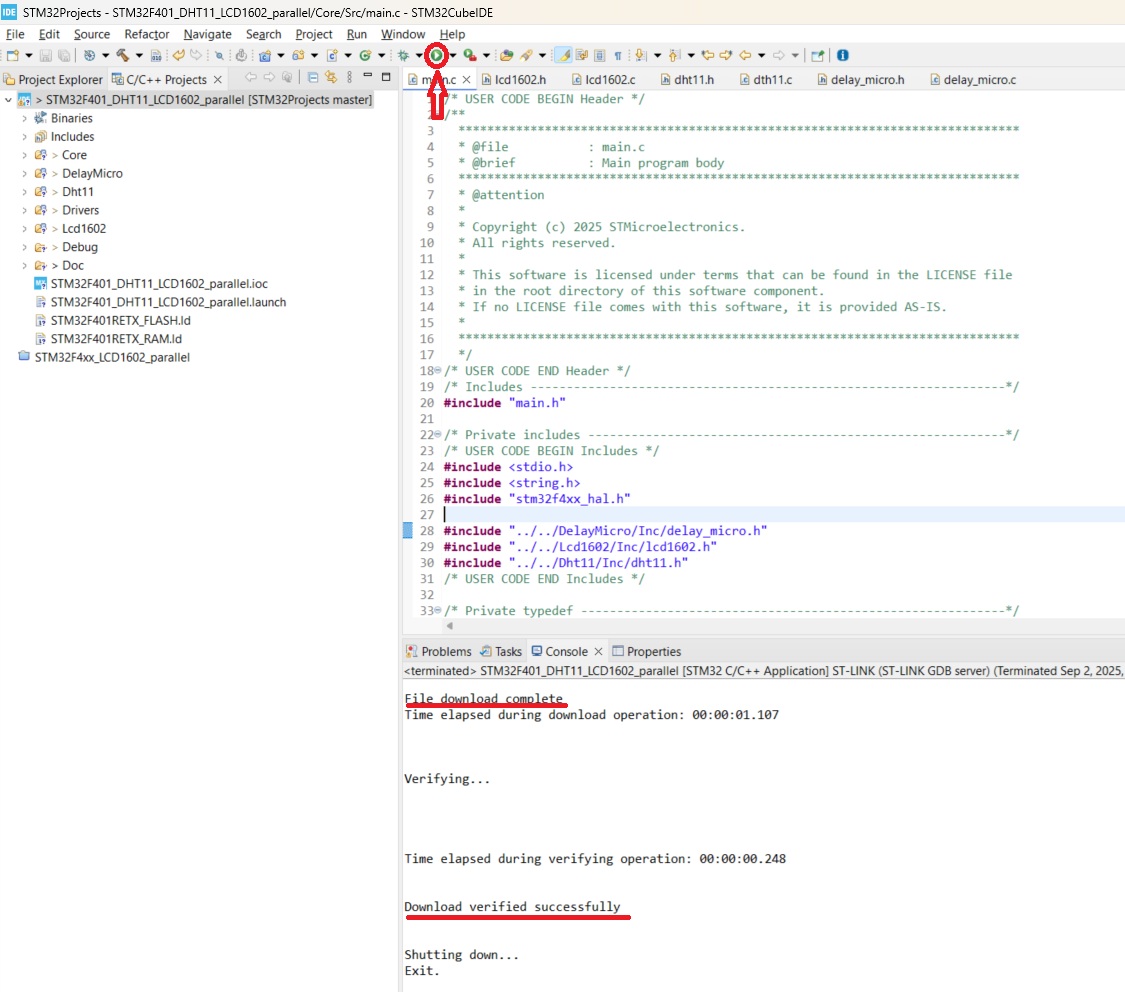 IDE STM32Projects - STM32F401_DHT11_LCD1602_parallel/Core/Src/main.c - STM32CubeIDE
File Edit Source Refactor Navigate Search Project Run Window Help
Project Explorer C/C++ Projects
> STM32F401_DHT11_LCD1602_parallel [STM32Projects master]
Binaries
Includes
> Core
> DelayMicro
> Dht11
> Drivers
> Lcd1602
> Debug
> Doc
STM32F401_DHT11_LCD1602_parallel.ioc
STM32F401_DHT11_LCD1602_parallel.launch
STM32F401RETX_FLASH.ld
STM32F401RETX_RAM.ld
STM32F4xx_LCD1602_parallel
main.c lcd1602.h lcd1602.c dht11.h dth11.c delay_micro.h delay_micro.c
1 /* USER CODE BEGIN Header */
2 /**
3 ******************************************************************************
4 * @file : main.c
5 * @brief : Main program body
6 ******************************************************************************
7 * @attention
8 *
9 * Copyright (c) 2025 STMicroelectronics.
10 * All rights reserved.
11 *
12 * This software is licensed under terms that can be found in the LICENSE file
13 * in the root directory of this software component.
14 * If no LICENSE file comes with this software, it is provided AS-IS.
15 *
16 ******************************************************************************
17 */
18 /* USER CODE END Header */
19 /* Includes ------------------------------------------------------------------*/
20 #include "main.h"
21
22 /* Private includes ----------------------------------------------------------*/
23 /* USER CODE BEGIN Includes */
24 #include <stdio.h>
25 #include <string.h>
26 #include "stm32f4xx_hal.h"
27
28 #include "../../DelayMicro/Inc/delay_micro.h"
29 #include "../../Lcd1602/Inc/lcd1602.h"
30 #include "../../Dht11/Inc/dht11.h"
31 /* USER CODE END Includes */
32
33 /* Private typedef -----------------------------------------------------------*/
Problems Tasks Console Properties
<terminated> STM32F401_DHT11_LCD1602_parallel [STM32 C/C++ Application] ST-LINK (ST-LINK GDB server) (Terminated Sep 2, 2025,
File download complete
Time elapsed during download operation: 00:00:01.107
Verifying...
Time elapsed during verifying operation: 00:00:00.248
Download verified successfully
Shutting down...
Exit.